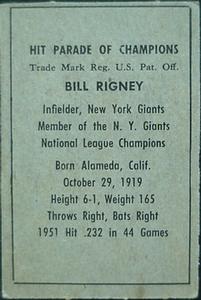 HIT PARADE OF CHAMPIONS
Trade Mark Reg. U.S. Pat. Off.
BILL RIGNEY
Infielder, New York Giants
Member of the N. Y. Giants
National League Champions
Born Alameda, Calif.
October 29, 1919
Height 6-1, Weight 165
Throws Right, Bats Right
1951 Hit .232 in 44 Games